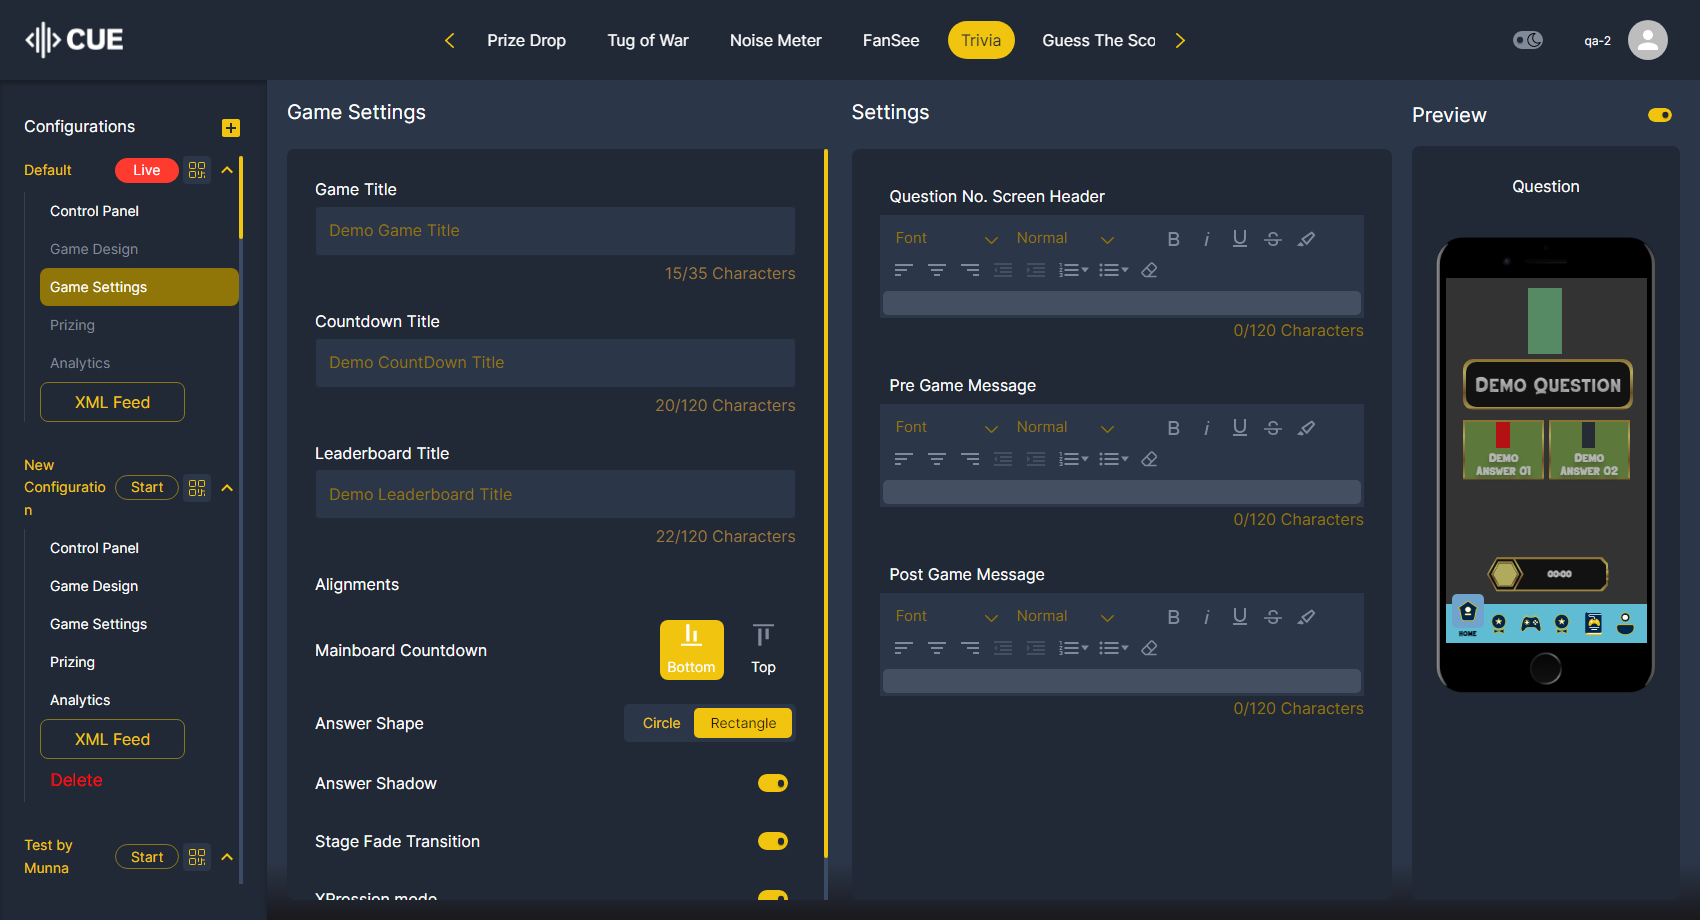 CUE
Prize Drop
Tug of War
Noise Meter
FanSee
Trivia
Guess The Sco
qa-2
Configurations
Default
Live
Control Panel
Game Design
Game Settings
Prizing
Analytics
XML Feed
New
Configuratio
n
Start
Control Panel
Game Design
Game Settings
Prizing
Analytics
XML Feed
Delete
Test by
Munna
Start
Game Settings
Game Title
Demo Game Title
15/35 Characters
Countdown Title
Demo CountDown Title
20/120 Characters
Leaderboard Title
Demo Leaderboard Title
22/120 Characters
Alignments
Mainboard Countdown
Bottom
Top
Answer Shape
Circle
Rectangle
Answer Shadow
Stage Fade Transition
XPression mode
Settings
Question No. Screen Header
Font
Normal
B
i
U
S
0/120 Characters
Pre Game Message
Font
Normal
B
i
U
S
0/120 Characters
Post Game Message
Font
Normal
B
i
U
S
0/120 Characters
Preview
Question
Demo Question
Demo
Answer 01
Demo
Answer 02
00:00
HOME